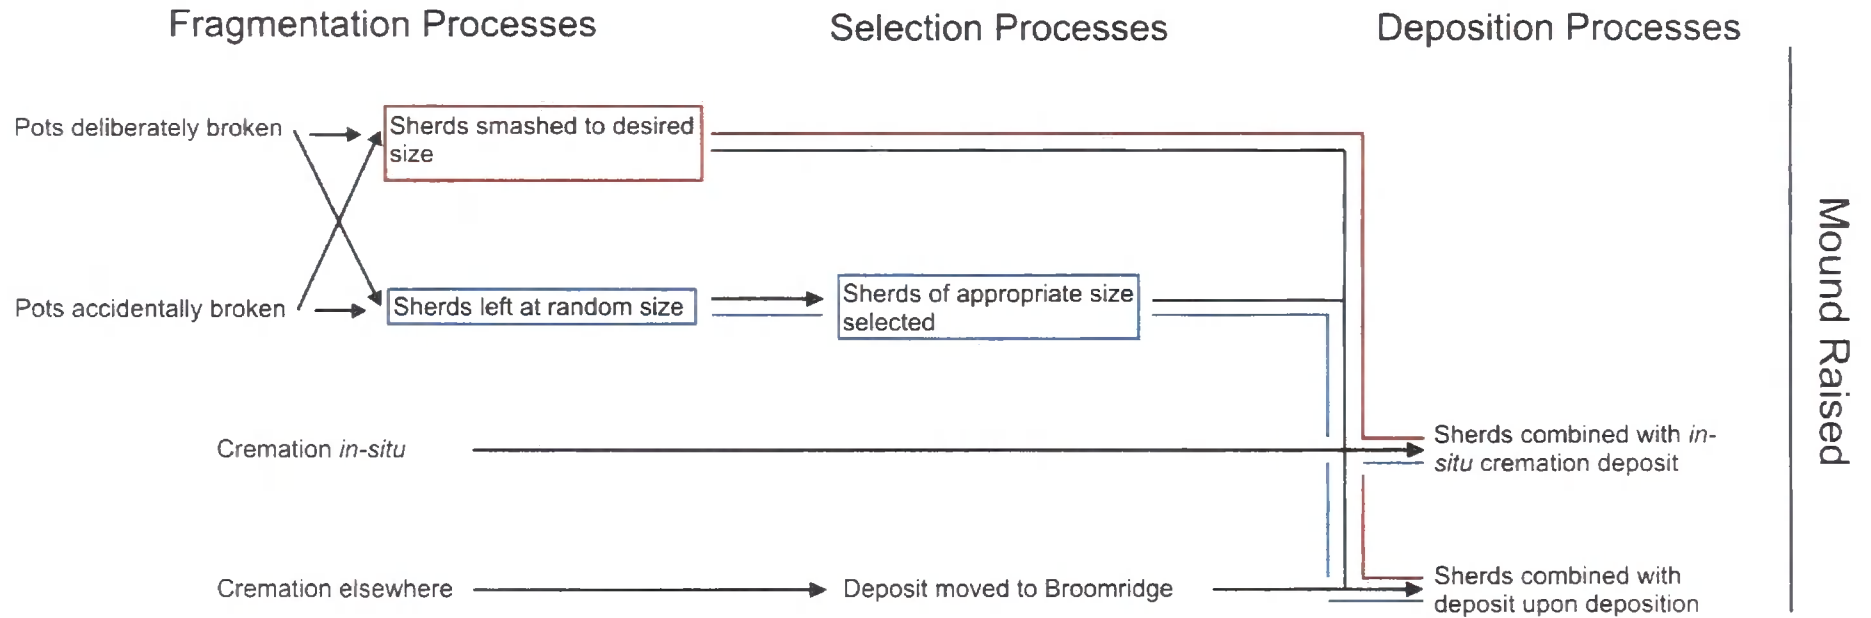 Fragmentation Processes
Selection Processes
Deposition Processes
Pots deliberately broken
Sherds smashed to desired
size
Pots accidentally broken
Sherds left at random size
Sherds of appropriate size
selected
Cremation in-situ
Sherds combined with in-
situ cremation deposit
Cremation elsewhere
Deposit moved to Broomridge
Sherds combined with
deposit upon deposition
Mound Raised